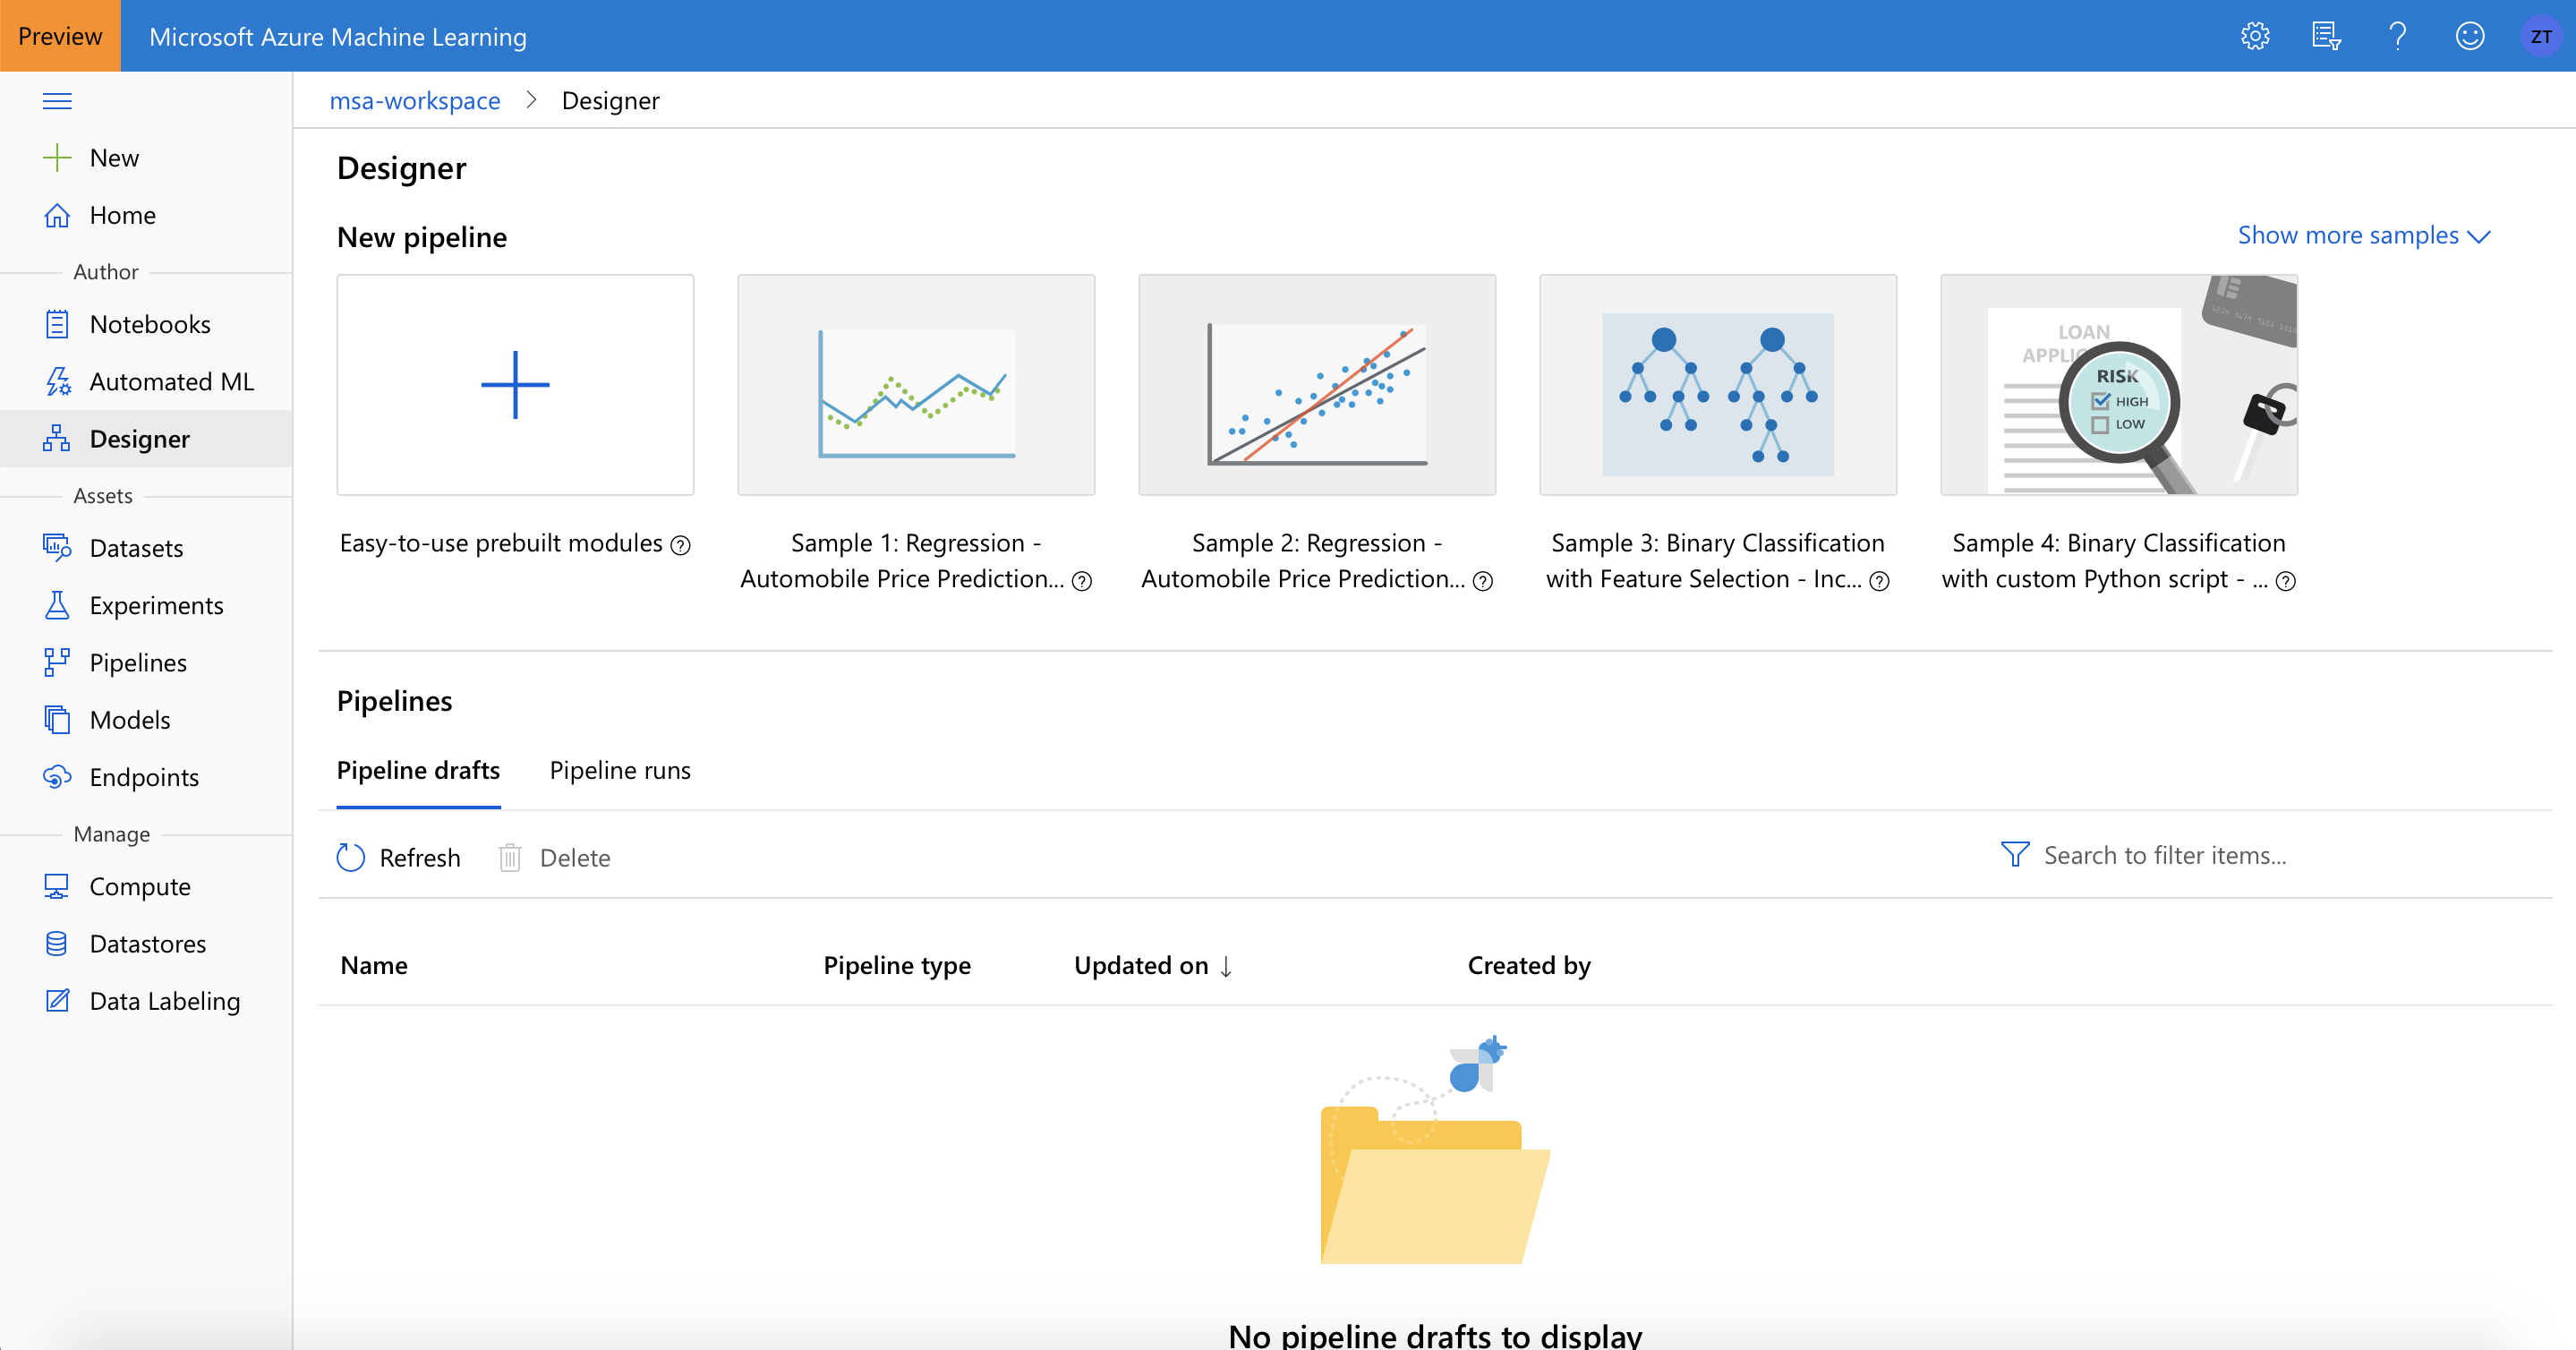 Preview
Microsoft Azure Machine Learning
ZT
msa-workspace > Designer
New
Home
Author
Notebooks
Automated ML
Designer
Assets
Datasets
Experiments
Pipelines
Models
Endpoints
Manage
Compute
Datastores
Data Labeling
Designer
New pipeline
Show more samples
LOAN
APPLIC
RISK
HIGH
LOW
Easy-to-use prebuilt modules
Sample 1: Regression -
Automobile Price Prediction...
Sample 2: Regression -
Automobile Price Prediction...
Sample 3: Binary Classification
with Feature Selection - Inc...
Sample 4: Binary Classification
with custom Python script - ...
Pipelines
Pipeline drafts Pipeline runs
Refresh Delete
Search to filter items...
Name Pipeline type Updated on ↓ Created by
No pipeline drafts to display